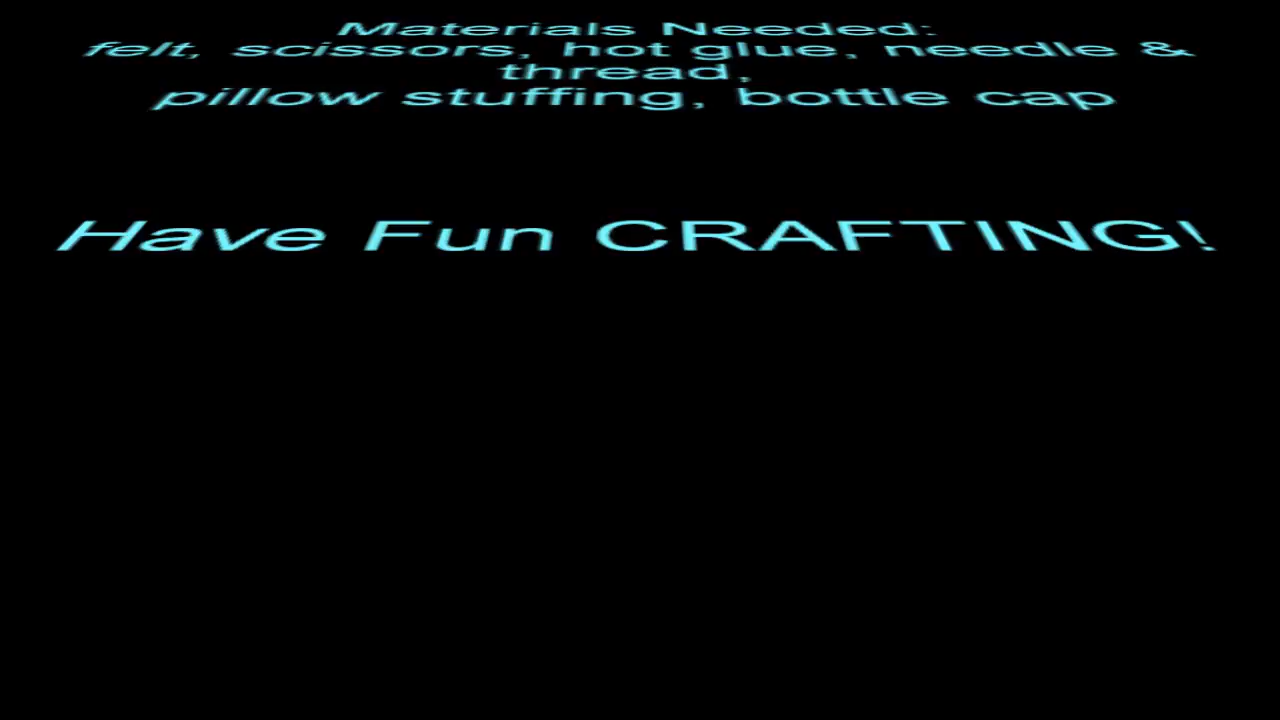 Materials Needed:
felt, scissors, hot glue, needle &
thread,
pillow stuffing, bottle cap
Have Fun CRAFTING!